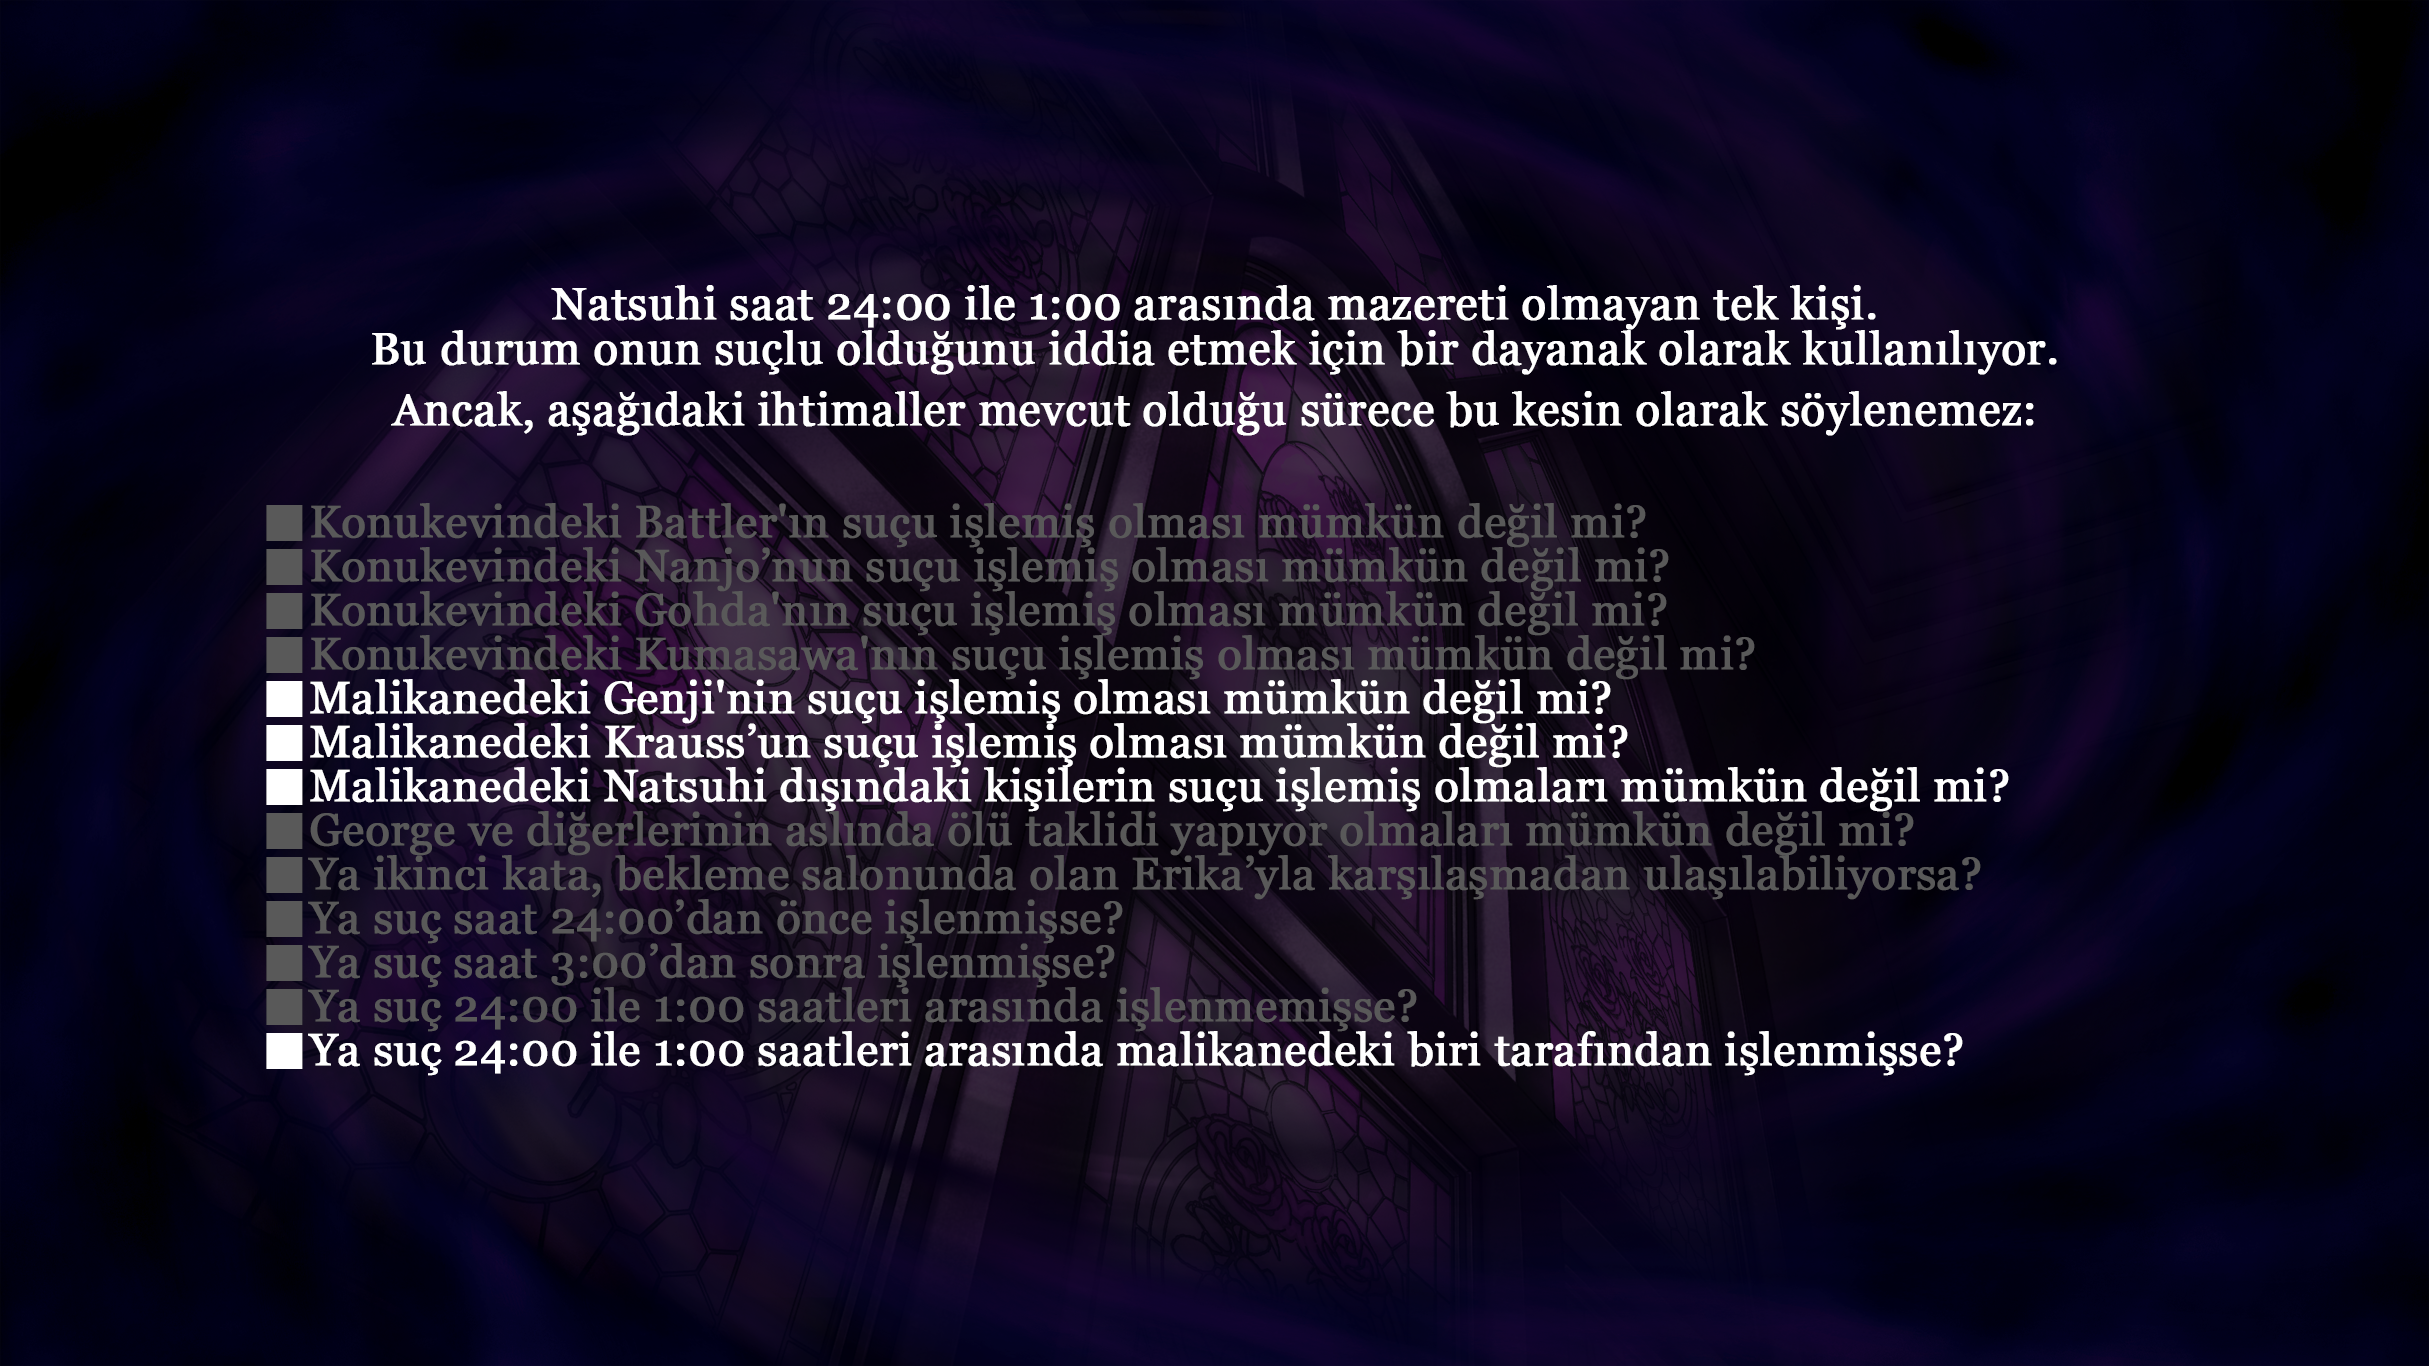 Natsuhi saat 24:00 ile 1:00 arasında mazereti olmayan tek kişi.
Bu durum onun suçlu olduğunu iddia etmek için bir dayanak olarak kullanılıyor.
Ancak, aşağıdaki ihtimaller mevcut olduğu sürece bu kesin olarak söylenemez:
■Konukevindeki Battler'ın suçu işlemiş olması mümkün değil mi?
■Konukevindeki Nanjo’nun suçu işlemiş olması mümkün değil mi?
■Konukevindeki Gohda'nın suçu işlemiş olması mümkün değil mi?
■Konukevindeki Kumasawa'nın suçu işlemiş olması mümkün değil mi?
■Malikanedeki Genji'nin suçu işlemiş olması mümkün değil mi?
■Malikanedeki Krauss’un suçu işlemiş olması mümkün değil mi?
■Malikanedeki Natsuhi dışındaki kişilerin suçu işlemiş olmaları mümkün değil mi?
■George ve diğerlerinin aslında ölü taklidi yapıyor olmaları mümkün değil mi?
■Ya ikinci kata, bekleme salonunda olan Erika’yla karşılaşmadan ulaşılabiliyorsa?
■Ya suç saat 24:00’dan önce işlenmişse?
■Ya suç saat 3:00’dan sonra işlenmişse?
■Ya suç 24:00 ile 1:00 saatleri arasında işlenmemişse?
■Ya suç 24:00 ile 1:00 saatleri arasında malikanedeki biri tarafından işlenmişse?